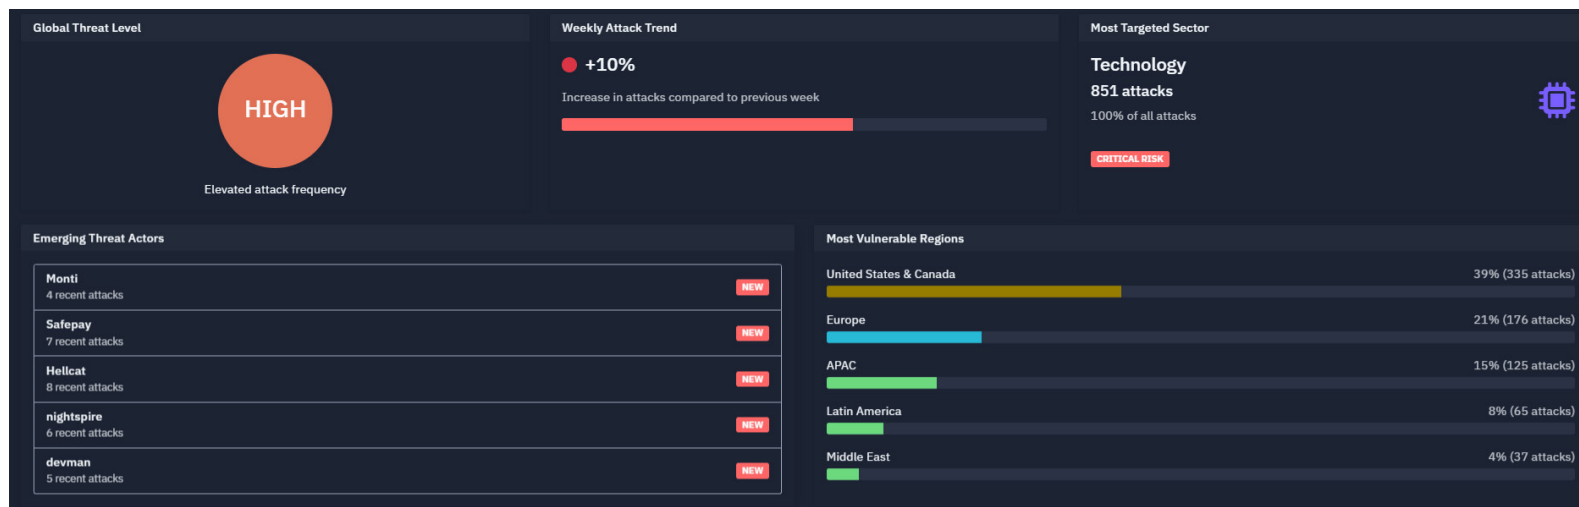 Global Threat Level
HIGH
Elevated attack frequency
Weekly Attack Trend
+10%
Increase in attacks compared to previous week
Most Targeted Sector
Technology
851 attacks
100% of all attacks
CRITICAL RISK
Emerging Threat Actors
Monti
4 recent attacks
NEW
Safepay
7 recent attacks
NEW
Hellcat
8 recent attacks
NEW
nightspire
6 recent attacks
NEW
devman
5 recent attacks
NEW
Most Vulnerable Regions
United States & Canada 39% (335 attacks)
Europe 21% (176 attacks)
APAC 15% (125 attacks)
Latin America 8% (65 attacks)
Middle East 4% (37 attacks)